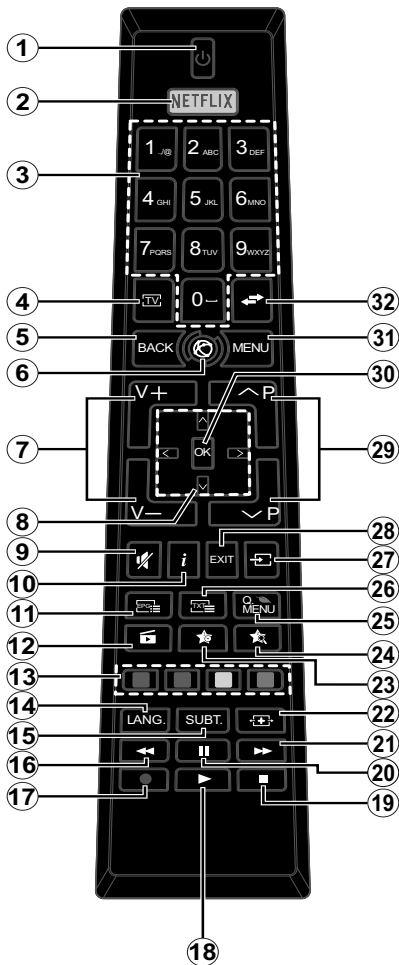 1
2
NETFLIX
3
1 ./@ 2 ABC 3 DEF
4 GHI 5 JKL 6 MNO
7 PQRS 8 TUV 9 WXYZ
4
TV
0
32
5
BACK
MENU
31
6
30
V+
P
7
OK
29
8
V−
P
28
9
i
EXIT
27
10
26
11
EPG
TXT
Q MENU
25
12
24
13
23
14
LANG.
SUBT.
22
15
21
16
20
17
19
18